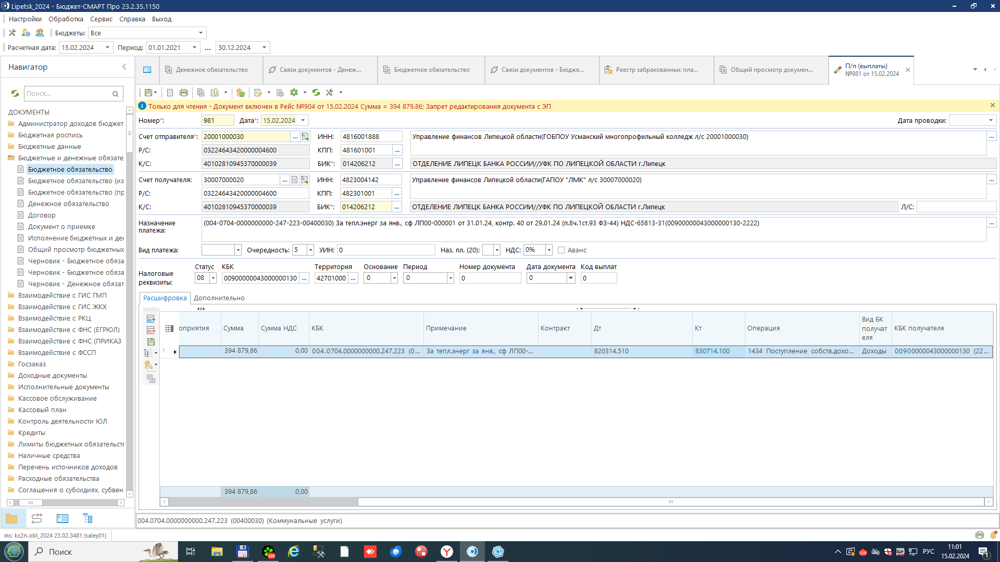 Lipetsk_2024 - Бюджет-СМАРТ Про 23.2.35.1150
Настройки Обработка Сервис Справка Выход
Бюджеты: Все
Расчетная дата: 15.02.2024 Период: 01.01.2021 ... 30.12.2024
Навигатор
Денежное обязательство
Связи документов - Денеж...
Бюджетное обязательство
Связи документов - Бюдже...
Реестр забракованных пла...
Общий просмотр докумен...
П/п (выплаты)
№981 от 15.02.2024
Поиск...
ДОКУМЕНТЫ
Администратор доходов бюджет
Бюджетная роспись
Бюджетные данные
Бюджетные и денежные обязате.
Бюджетное обязательство
Бюджетное обязательство (из
Бюджетное обязательство (пр
Денежное обязательство
Договор
Документ о приемке
Исполнение бюджетных и ден
Общий просмотр бюджетных
Черновик - Бюджетное обяза
Черновик - Бюджетное обяза
Черновик - Денежное обязат
Взаимодействие с ГИС ГМП
Взаимодействие с ГИС ЖКХ
Взаимодействие с РКЦ
Взаимодействие с ФНС (ЕГРЮЛ)
Взаимодействие с ФНС (ПРИКАЗ
Взаимодействие с ФССП
Госзаказ
Доходные документы
Исполнительные документы
Кассовое обслуживание
Кассовый план
Контроль деятельности ЮЛ
Кредиты
Лимиты бюджетных обязательств
Наличные средства
Перечень источников доходов
Расходные обязательства
Соглашения о субсидиях, субвен
Только для чтения - Документ включен в Рейс №904 от 15.02.2024 Сумма = 394 879.86; Запрет редактирования документа с ЭП
Номер*: 981 Дата*: 15.02.2024 Дата проводки:
Счет отправителя*: 20001000030 ... ИНН: 4816001888 Управление финансов Липецкой области(ГОБПОУ Усманский многопрофильный колледж л/с 20001000030) ...
Р/С: 03224643420000004600 КПП: 481601001 ...
К/С: 40102810945370000039 БИК*: 014206212 ... ОТДЕЛЕНИЕ ЛИПЕЦК БАНКА РОССИИ//УФК ПО ЛИПЕЦКОЙ ОБЛАСТИ г.Липецк
Счет получателя: 30007000020 ... ИНН: 4823004142 Управление финансов Липецкой области(ГАПОУ "ЛМК" л/с 30007000020) ...
Р/С: 03224643420000004600 КПП: 482301001 ...
К/С: 40102810945370000039 БИК*: 014206212 ... ОТДЕЛЕНИЕ ЛИПЕЦК БАНКА РОССИИ//УФК ПО ЛИПЕЦКОЙ ОБЛАСТИ г.Липецк Л/С:
Назначение платежа: (004-0704-0000000000-247-223-00400030) За тепл.энерг за янв., сф ЛП00-000001 от 31.01.24, контр. 40 от 29.01.24 (п.8ч.1ст.93 ФЗ-44) НДС-65813-31(00900000043000000130-2222) ...
Вид платежа: Очередность: 5 УИН: 0 Наз. пл. (20): НДС: 0% Аванс
Статус КБК Территория Основание Период Номер документа Дата документа Код выплат
Налоговые реквизиты: 08 00900000043000000130 ... 42701000 ... 0 0 0 0 0
Расшифровка Дополнительно
оприятия Сумма Сумма НДС КБК Примечание Контракт Дт Кт Операция Вид БК получателя КБК получателя
1 394 879,86 0,00 004.0704.0000000000.247.223 (0... За тепл.энерг за янв., сф ЛП00-... 820314.510 830714.100 1434 Поступление собств.дохо... Доходы 00900000043000000130 (22...
394 879,86 0,00
004.0704.0000000000.247.223 (00400030) (Коммунальные услуги)
ms: kc2n.obl_2024 23.02.3481 (saley01)
Поиск
138
138
РУС
11:01
15.02.2024
1